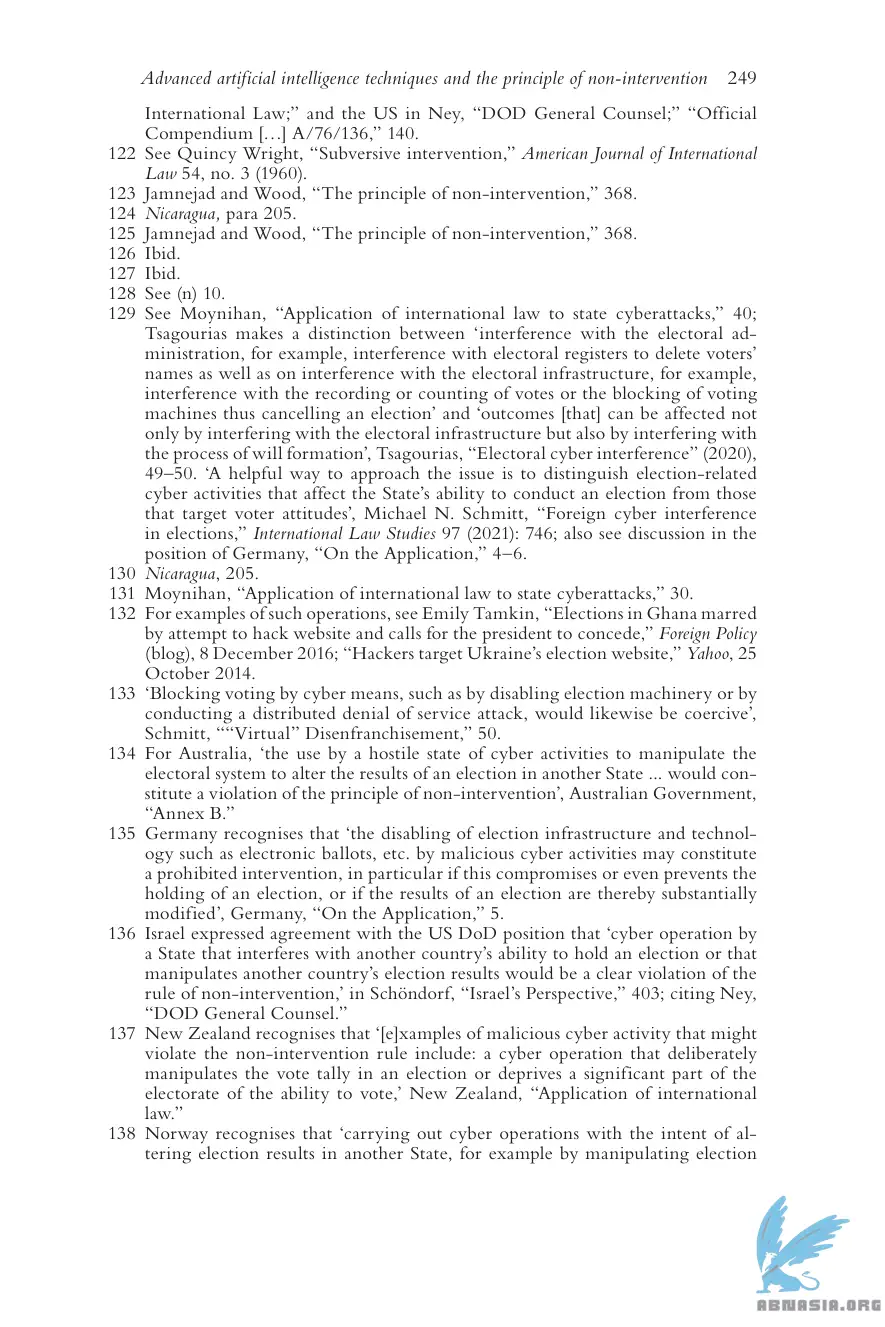 Advanced artificial intelligence techniques and the principle of non-intervention 249
International Law;” and the US in Ney, “DOD General Counsel;” “Official
Compendium […] A/76/136,” 140.
122 See Quincy Wright, “Subversive intervention,” American Journal of International
Law 54, no. 3 (1960).
123 Jamnejad and Wood, “The principle of non-intervention,” 368.
124 Nicaragua, para 205.
125 Jamnejad and Wood, “The principle of non-intervention,” 368.
126 Ibid.
127 Ibid.
128 See (n) 10.
129 See Moynihan, “Application of international law to state cyberattacks,” 40;
Tsagourias makes a distinction between ‘interference with the electoral ad-
ministration, for example, interference with electoral registers to delete voters’
names as well as on interference with the electoral infrastructure, for example,
interference with the recording or counting of votes or the blocking of voting
machines thus cancelling an election’ and ‘outcomes [that] can be affected not
only by interfering with the electoral infrastructure but also by interfering with
the process of will formation’, Tsagourias, “Electoral cyber interference” (2020),
49–50. ‘A helpful way to approach the issue is to distinguish election-related
cyber activities that affect the State’s ability to conduct an election from those
that target voter attitudes’, Michael N. Schmitt, “Foreign cyber interference
in elections,” International Law Studies 97 (2021): 746; also see discussion in the
position of Germany, “On the Application,” 4–6.
130 Nicaragua, 205.
131 Moynihan, “Application of international law to state cyberattacks,” 30.
132 For examples of such operations, see Emily Tamkin, “Elections in Ghana marred
by attempt to hack website and calls for the president to concede,” Foreign Policy
(blog), 8 December 2016; “Hackers target Ukraine’s election website,” Yahoo, 25
October 2014.
133 ‘Blocking voting by cyber means, such as by disabling election machinery or by
conducting a distributed denial of service attack, would likewise be coercive’,
Schmitt, ““Virtual” Disenfranchisement,” 50.
134 For Australia, ‘the use by a hostile state of cyber activities to manipulate the
electoral system to alter the results of an election in another State ... would con-
stitute a violation of the principle of non-intervention’, Australian Government,
“Annex B.”
135 Germany recognises that ‘the disabling of election infrastructure and technol-
ogy such as electronic ballots, etc. by malicious cyber activities may constitute
a prohibited intervention, in particular if this compromises or even prevents the
holding of an election, or if the results of an election are thereby substantially
modified’, Germany, “On the Application,” 5.
136 Israel expressed agreement with the US DoD position that ‘cyber operation by
a State that interferes with another country’s ability to hold an election or that
manipulates another country’s election results would be a clear violation of the
rule of non-intervention,’ in Schöndorf, “Israel’s Perspective,” 403; citing Ney,
“DOD General Counsel.”
137 New Zealand recognises that ‘[e]xamples of malicious cyber activity that might
violate the non-intervention rule include: a cyber operation that deliberately
manipulates the vote tally in an election or deprives a significant part of the
electorate of the ability to vote,’ New Zealand, “Application of international
law.”
138 Norway recognises that ‘carrying out cyber operations with the intent of al-
tering election results in another State, for example by manipulating election
ABNASIA.ORG